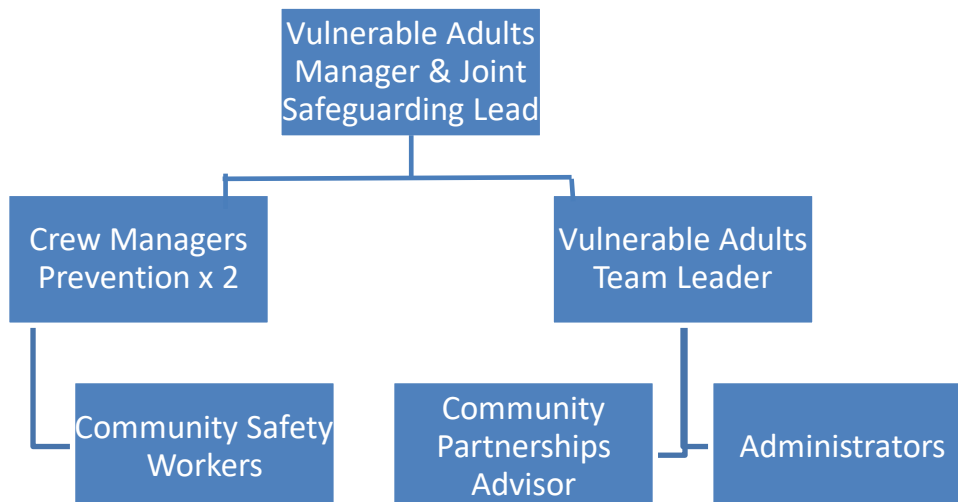 Vulnerable Adults
Manager & Joint
Safeguarding Lead
Crew Managers
Prevention x 2
Vulnerable Adults
Team Leader
Community Safety
Workers
Community
Partnerships
Advisor
Administrators